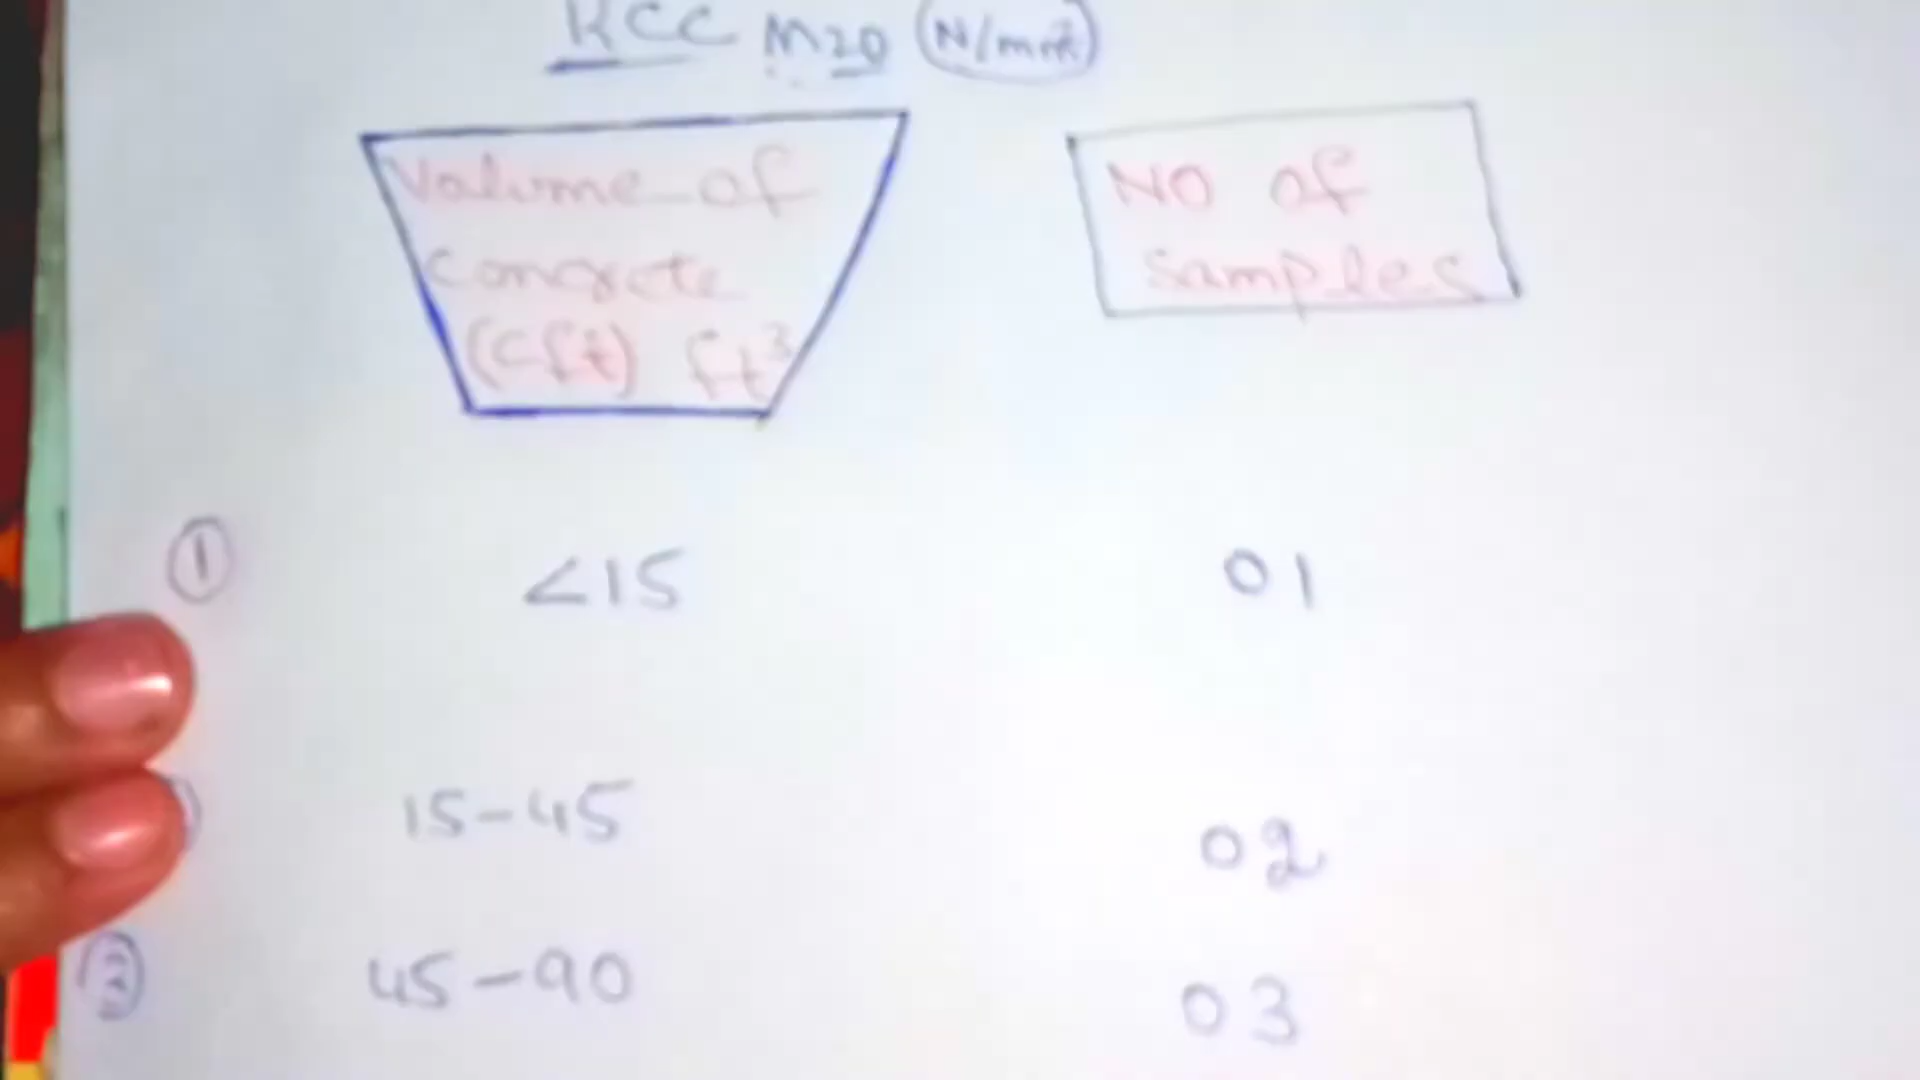 RCC M20 (N/mm²)
Volume of
concrete
(cft) ft³
NO of
samples
① <15 01
15-45 02
45-90 03